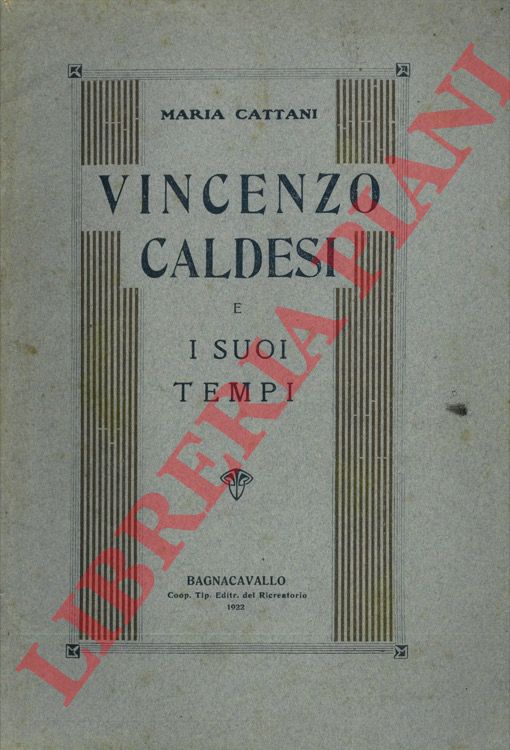 MARIA CATTANI
VINCENZO
CALDESI
E
I SUOI
TEMPI
BAGNACAVALLO
Coop. Tip. Editr. del Ricreatorio
1922
LIBRERIA PIANI